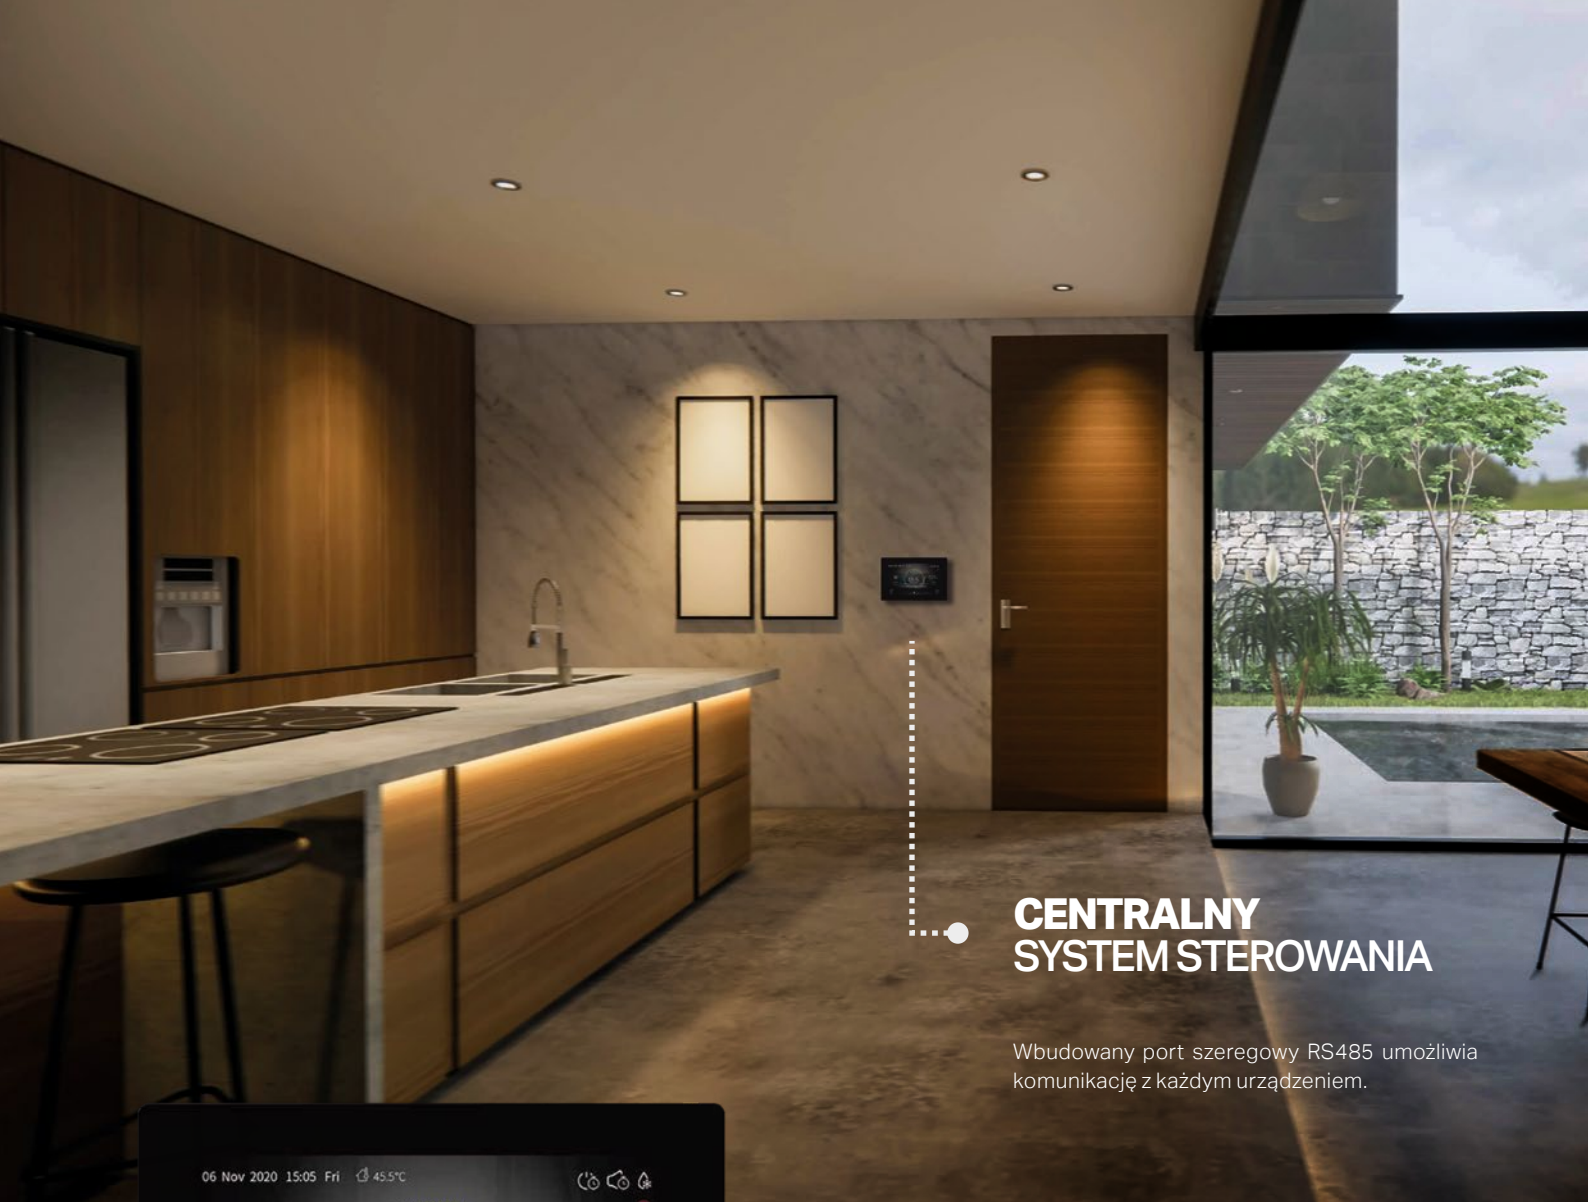 CENTRALNY
SYSTEM STEROWANIA
Wbudowany port szeregowy RS485 umożliwia
komunikację z każdym urządzeniem.
06 Nov 2020 15:05 Fri 45.5°C